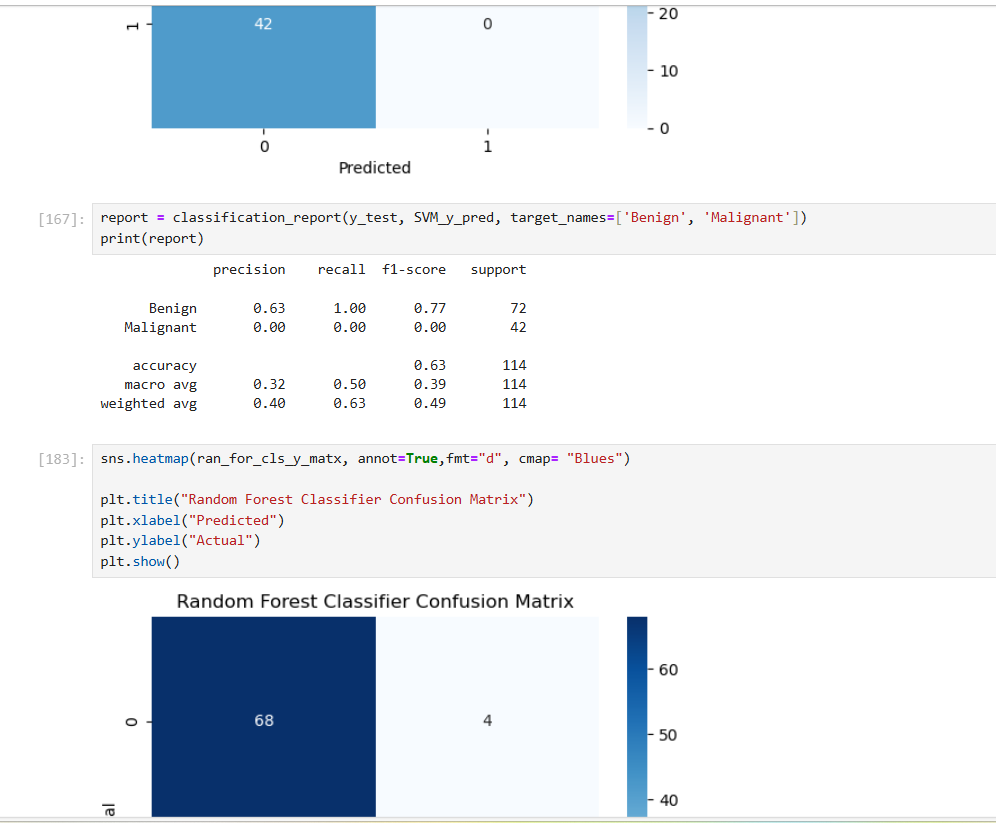 1
42
0
20
10
0
0
1
Predicted
[167]:
report = classification_report(y_test, SVM_y_pred, target_names=['Benign', 'Malignant'])
print(report)
precision recall f1-score support
Benign 0.63 1.00 0.77 72
Malignant 0.00 0.00 0.00 42
accuracy 0.63 114
macro avg 0.32 0.50 0.39 114
weighted avg 0.40 0.63 0.49 114
[183]:
sns.heatmap(ran_for_cls_y_matx, annot=True,fmt="d", cmap= "Blues")
plt.title("Random Forest Classifier Confusion Matrix")
plt.xlabel("Predicted")
plt.ylabel("Actual")
plt.show()
Random Forest Classifier Confusion Matrix
0
68
4
60
50
40